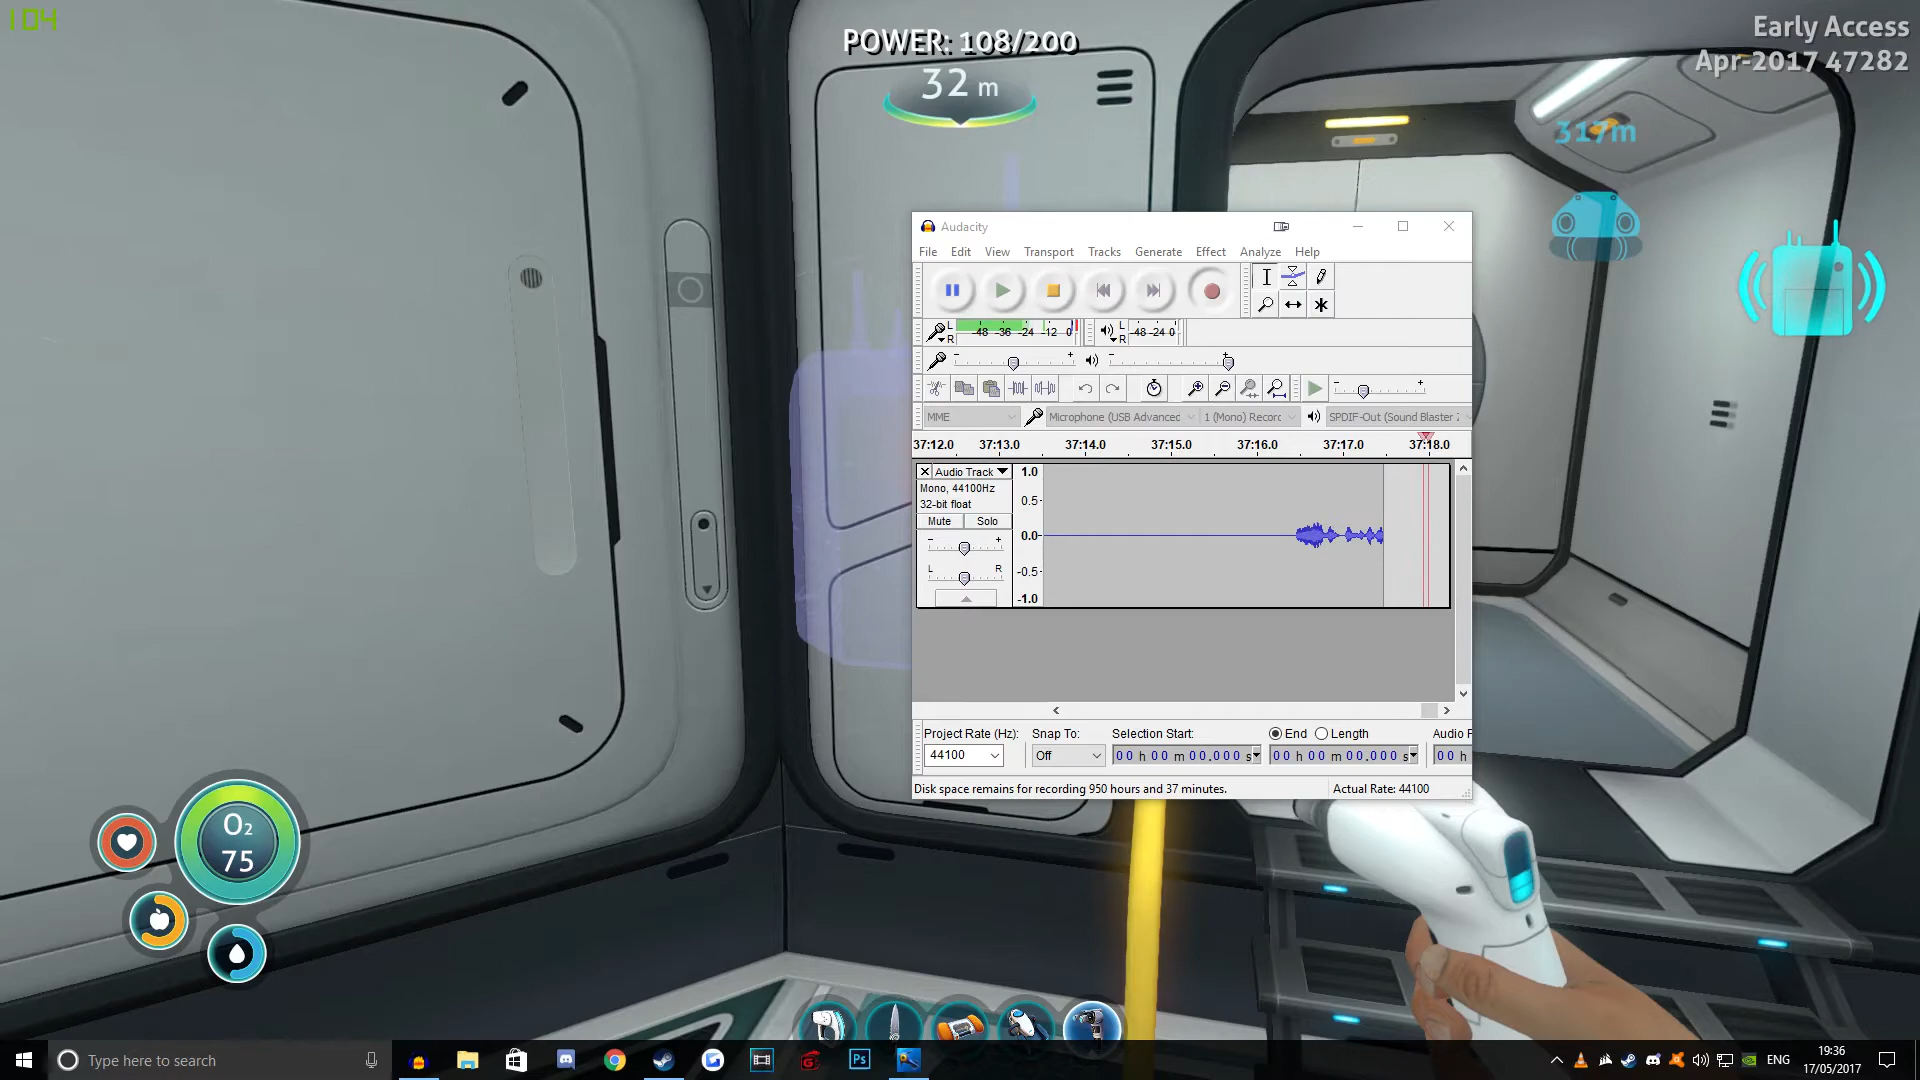 104
POWER: 108/200
32 m
Early Access
Apr-2017 47282
317m
Audacity
File Edit View Transport Tracks Generate Effect Analyze Help
L
R
-48 -36 -24 -12 0
L
R
-48 -24 0
- +
- +
- +
MME
Microphone (USB Advanced
1 (Mono) Recorc
SPDIF-Out (Sound Blaster
37:12.0 37:13.0 37:14.0 37:15.0 37:16.0 37:17.0 37:18.0
Audio Track
Mono, 44100Hz
32-bit float
Mute Solo
- +
L R
1.0
0.5-
0.0-
-0.5-
-1.0
Project Rate (Hz): Snap To: Selection Start: End Length Audio P
44100 Off 00 h 00 m 00.000 s 00 h 00 m 00.000 s 00 h
Disk space remains for recording 950 hours and 37 minutes. Actual Rate: 44100
O2
75
Type here to search
Ps
ENG
19:36
17/05/2017